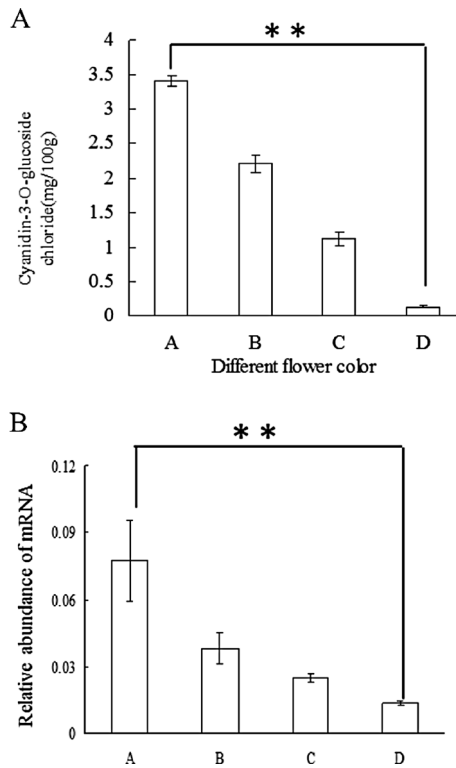 A
* *
4
3.5
3
2.5
2
1.5
1
0.5
0
Cyanidin-3-O-glucoside
chloride(mg/100g)
A B C D
Different flower color
B
* *
0.12
0.09
0.06
0.03
0
Relative abundance of mRNA
A B C D